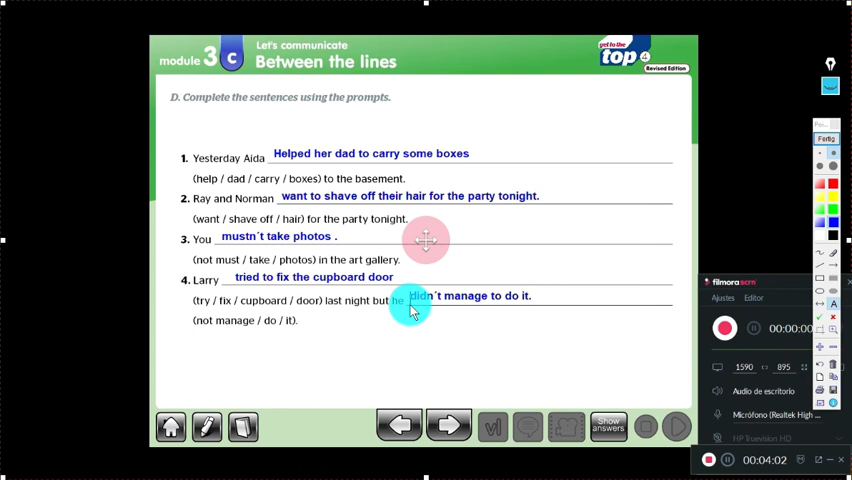 module 3 c
Let's communicate
Between the lines
get to the
top 4
Revised Edition
D. Complete the sentences using the prompts.
1. Yesterday Aida Helped her dad to carry some boxes
(help / dad / carry / boxes) to the basement.
2. Ray and Norman want to shave off their hair for the party tonight.
(want / shave off / hair) for the party tonight.
3. You mustn´t take photos .
(not must / take / photos) in the art gallery.
4. Larry tried to fix the cupboard door
(try / fix / cupboard / door) last night but he didn´t manage to do it.
(not manage / do / it).
vl
Show
answers
Fertig
A
filmora scrn
Ajustes Editor
00:00:00
1590 895
Audio de escritorio
Micrófono (Realtek High ...
HP Truevision HD
00:04:02